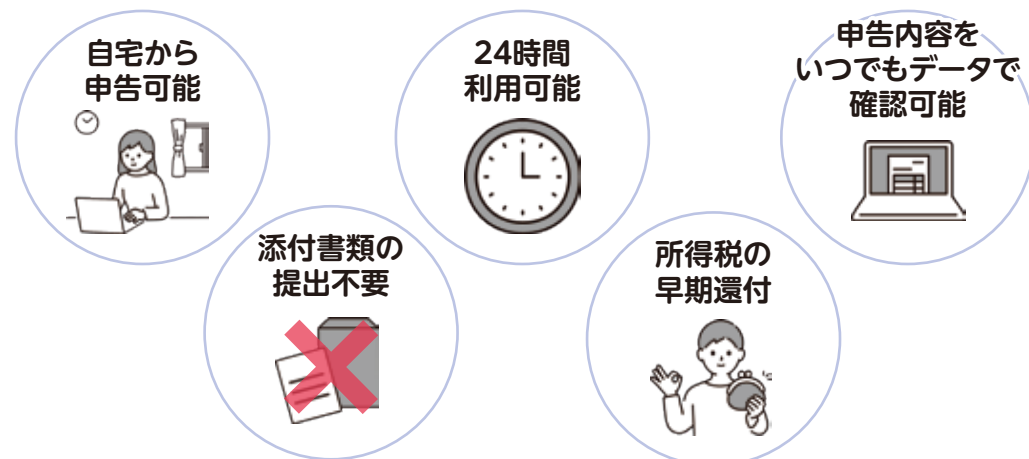 自宅から
申告可能
24時間
利用可能
申告内容を
いつでもデータで
確認可能
添付書類の
提出不要
所得税の
早期還付